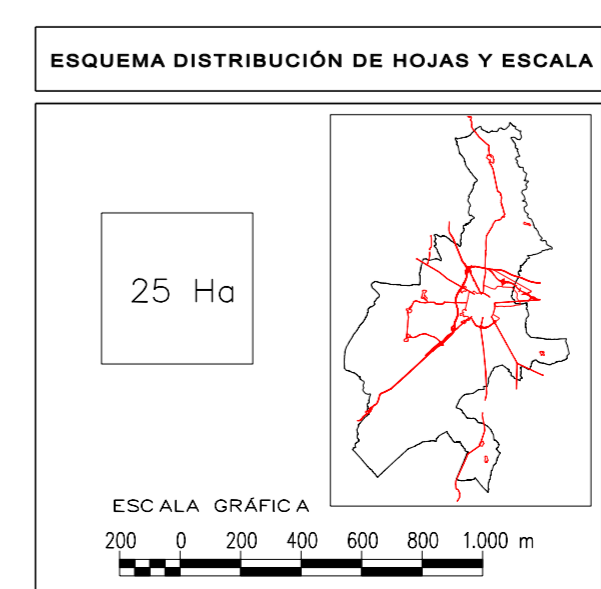 ESQUEMA DISTRIBUCIÓN DE HOJAS Y ESCALA
25 Ha
ESCALA GRÁFICA
200 0 200 400 600 800 1.000 m